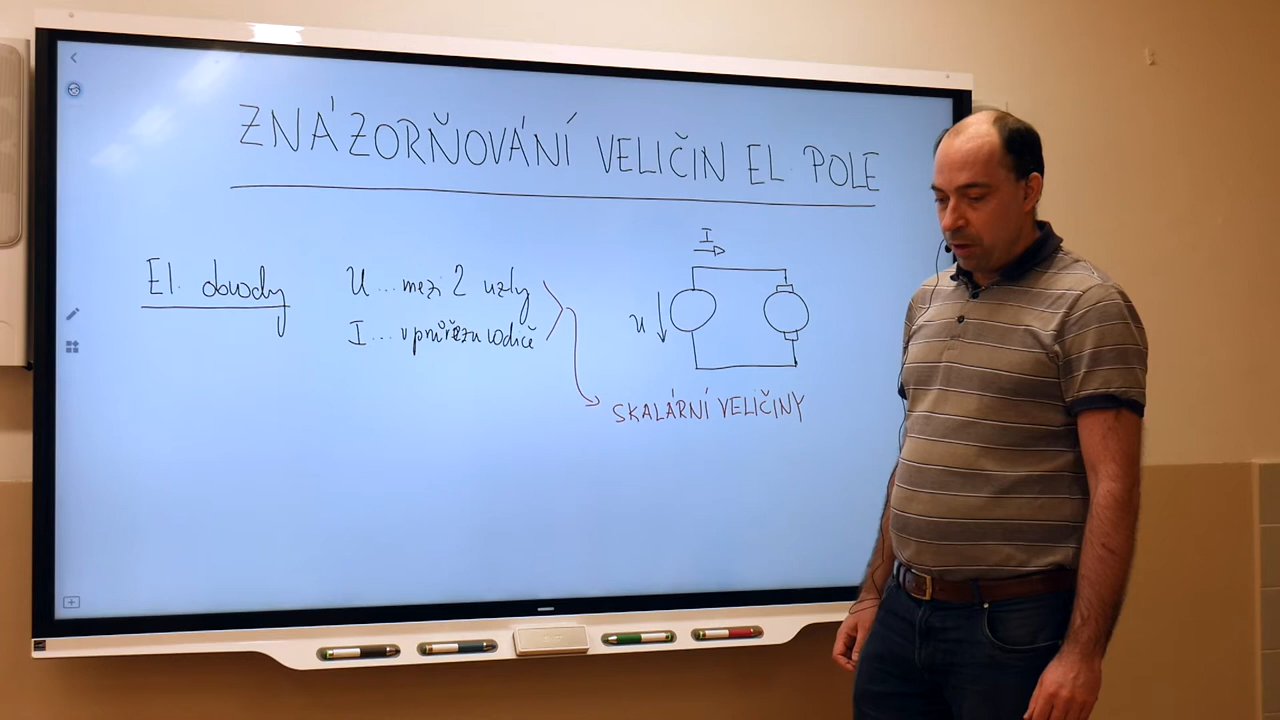 ZNÁZORŇOVÁNÍ VELIČIN EL. POLE
El. obvody
U ... mezi 2 uzly
I ... v průřezu vodiče
I
u
SKALÁRNÍ VELIČINY